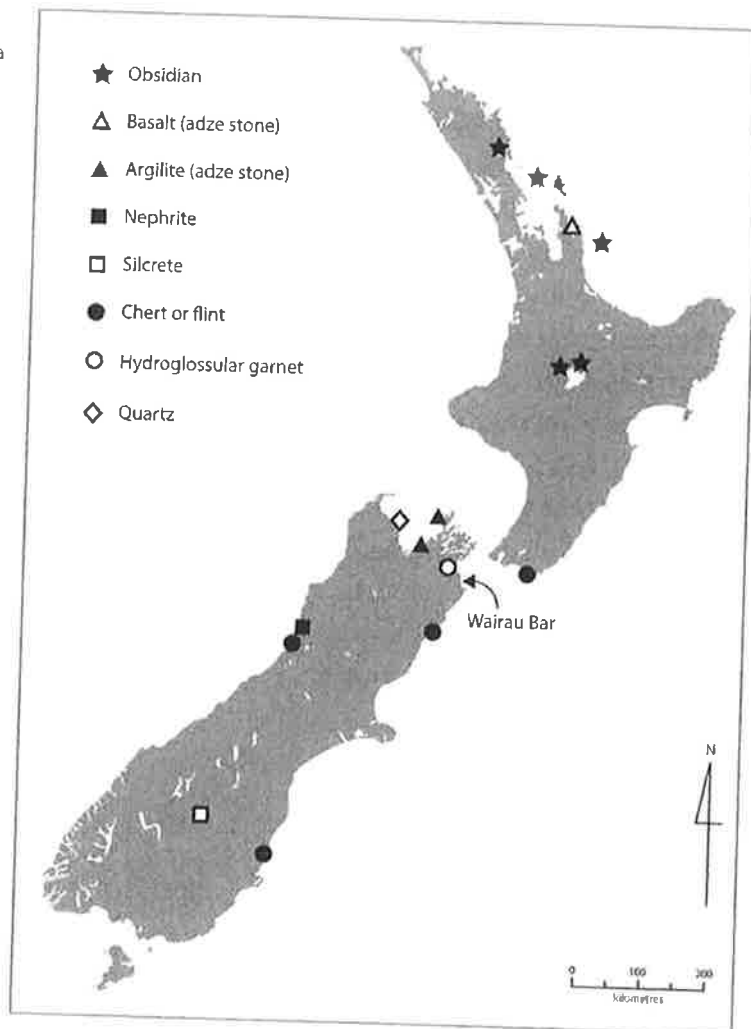 a
Obsidian
Basalt (adze stone)
Argilite (adze stone)
Nephrite
Silcrete
Chert or flint
Hydroglossular garnet
Quartz
Wairau Bar
N
0 100 200
kilometres